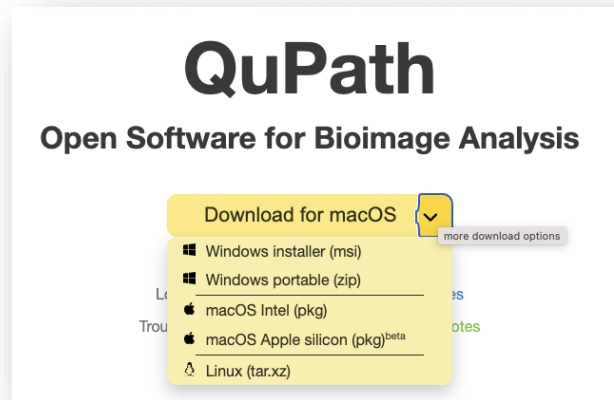 QuPath
Open Software for Bioimage Analysis
Download for macOS
more download options
Windows installer (msi)
Windows portable (zip)
macOS Intel (pkg)
macOS Apple silicon (pkg)beta
Linux (tar.xz)